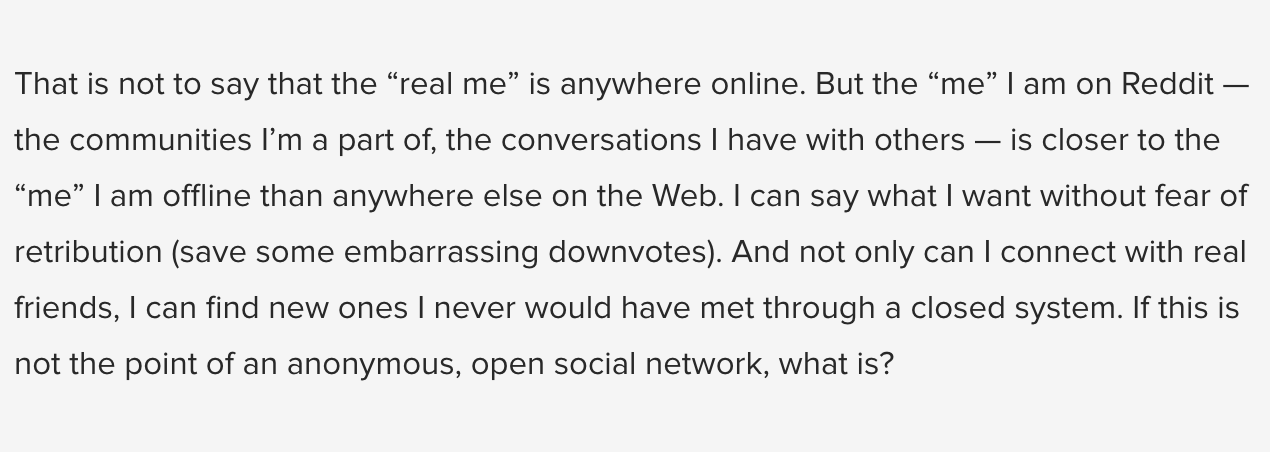 That is not to say that the “real me” is anywhere online. But the “me” I am on Reddit —
the communities I’m a part of, the conversations I have with others — is closer to the
“me” I am offline than anywhere else on the Web. I can say what I want without fear of
retribution (save some embarrassing downvotes). And not only can I connect with real
friends, I can find new ones I never would have met through a closed system. If this is
not the point of an anonymous, open social network, what is?